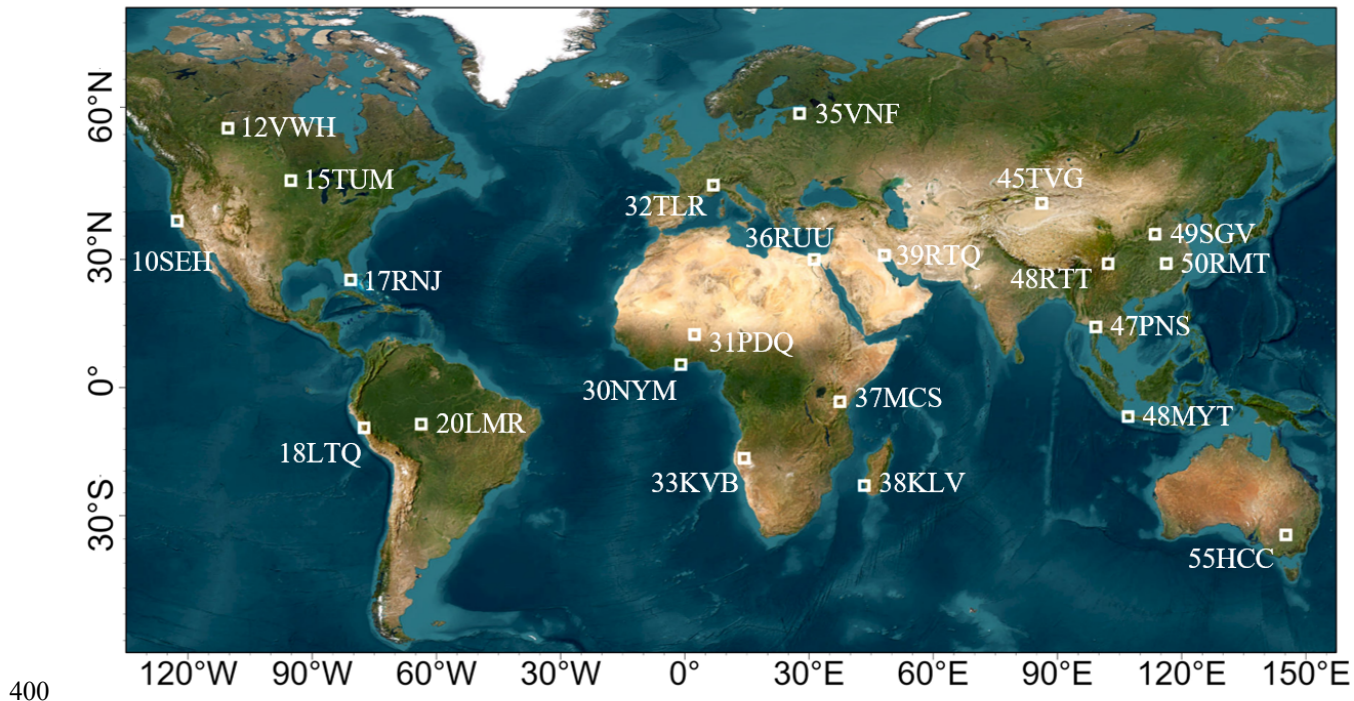 60°N
35VNF
12VWH
45TVG
15TUM
32TLR
36RUU
49SGV
39RTQ
10SEH
30°N
50RMT
17RNJ
48RTT
47PNS
31PDQ
0°
30NYM
37MCS
48MYT
20LMR
18LTQ
33KVB
38KLV
30°S
55HCC
120°W 90°W 60°W 30°W 0° 30°E 60°E 90°E 120°E 150°E
400